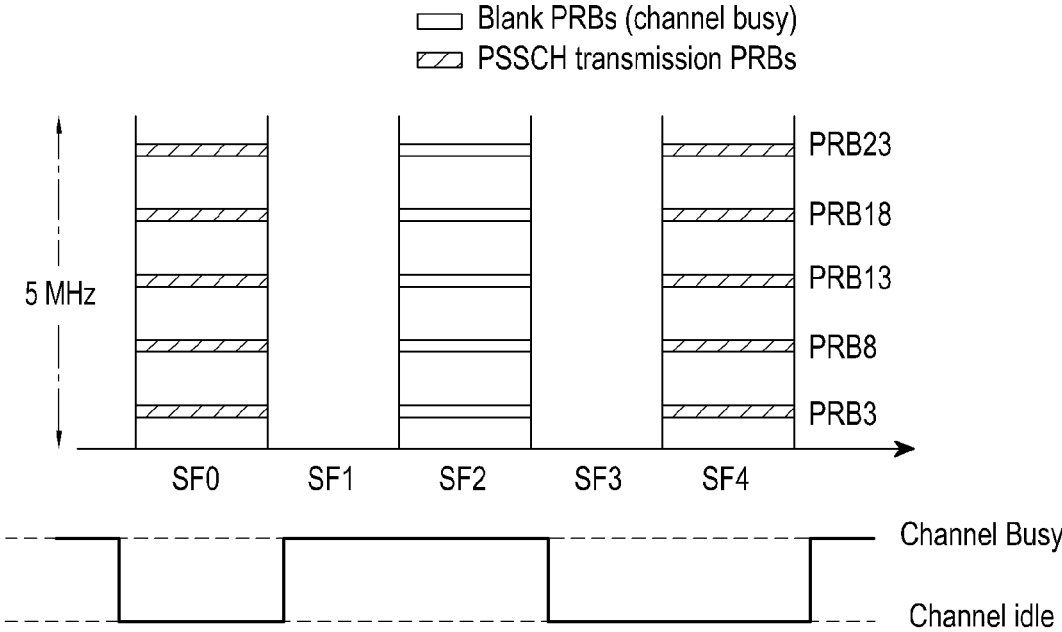 Blank PRBs (channel busy)
PSSCH transmission PRBs
PRB23
PRB18
PRB13
PRB8
PRB3
5 MHz
SF0 SF1 SF2 SF3 SF4
Channel Busy
Channel idle